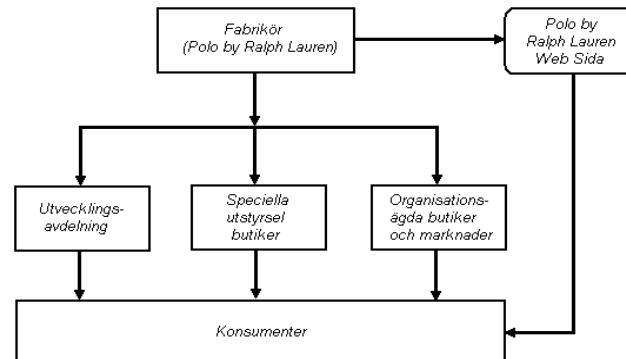 Fabrikör
(Polo by Ralph Lauren)
Polo by
Ralph Lauren
Web Sida
Utvecklings-
avdelning
Speciella
utstyrsel
butiker
Organisations-
ägda butiker
och marknader
Konsumenter